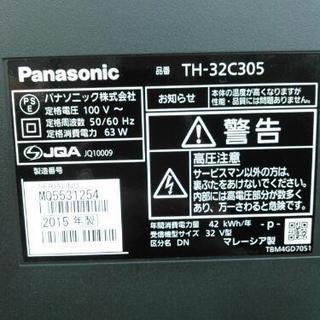 Panasonic 品番 TH-32C305
パナソニック株式会社
定格電圧 100 V～
定格周波数 50/60 Hz
定格消費電力 63 W
JQA JQ10009
製造番号
SERIAL NO.
MQ5531254
2015 年製
お知らせ
本体の温度が高くなりますが
性能・品質には問題ありません。
警告
高圧注意
サービスマン以外の方は、
裏ぶたをあけないでください。
内部には高電圧部分が数多く
あり、万一さわると危険です。
年間消費電力量 42 kWh/年 -p-
受信機型サイズ 32 V型
区分名 DN マレーシア製
TBM4GD7051